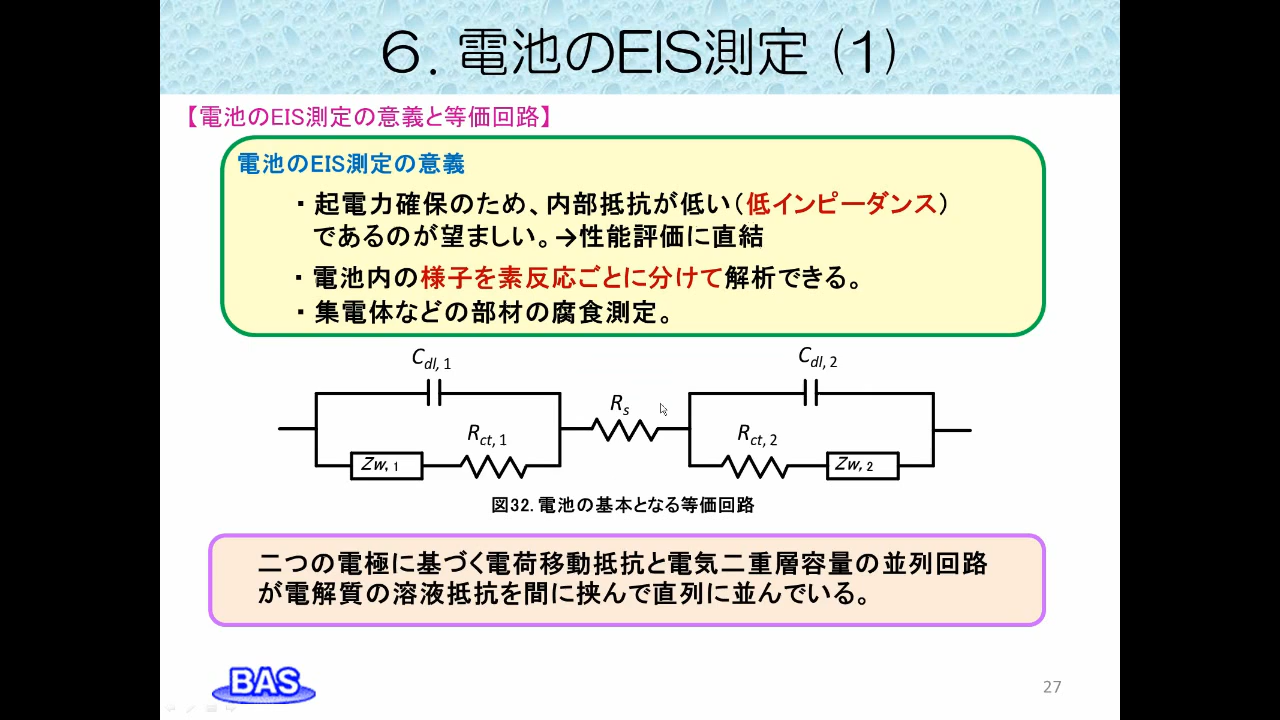 ６. 電池のEIS測定 (1)
【電池のEIS測定の意義と等価回路】
電池のEIS測定の意義
・起電力確保のため、内部抵抗が低い（低インピーダンス）
であるのが望ましい。→性能評価に直結
・電池内の様子を素反応ごとに分けて解析できる。
・集電体などの部材の腐食測定。
Cdl, 1
Cdl, 2
Rs
Rct, 1
Rct, 2
Zw, 1
Zw, 2
図32. 電池の基本となる等価回路
二つの電極に基づく電荷移動抵抗と電気二重層容量の並列回路
が電解質の溶液抵抗を間に挟んで直列に並んでいる。
BAS
27